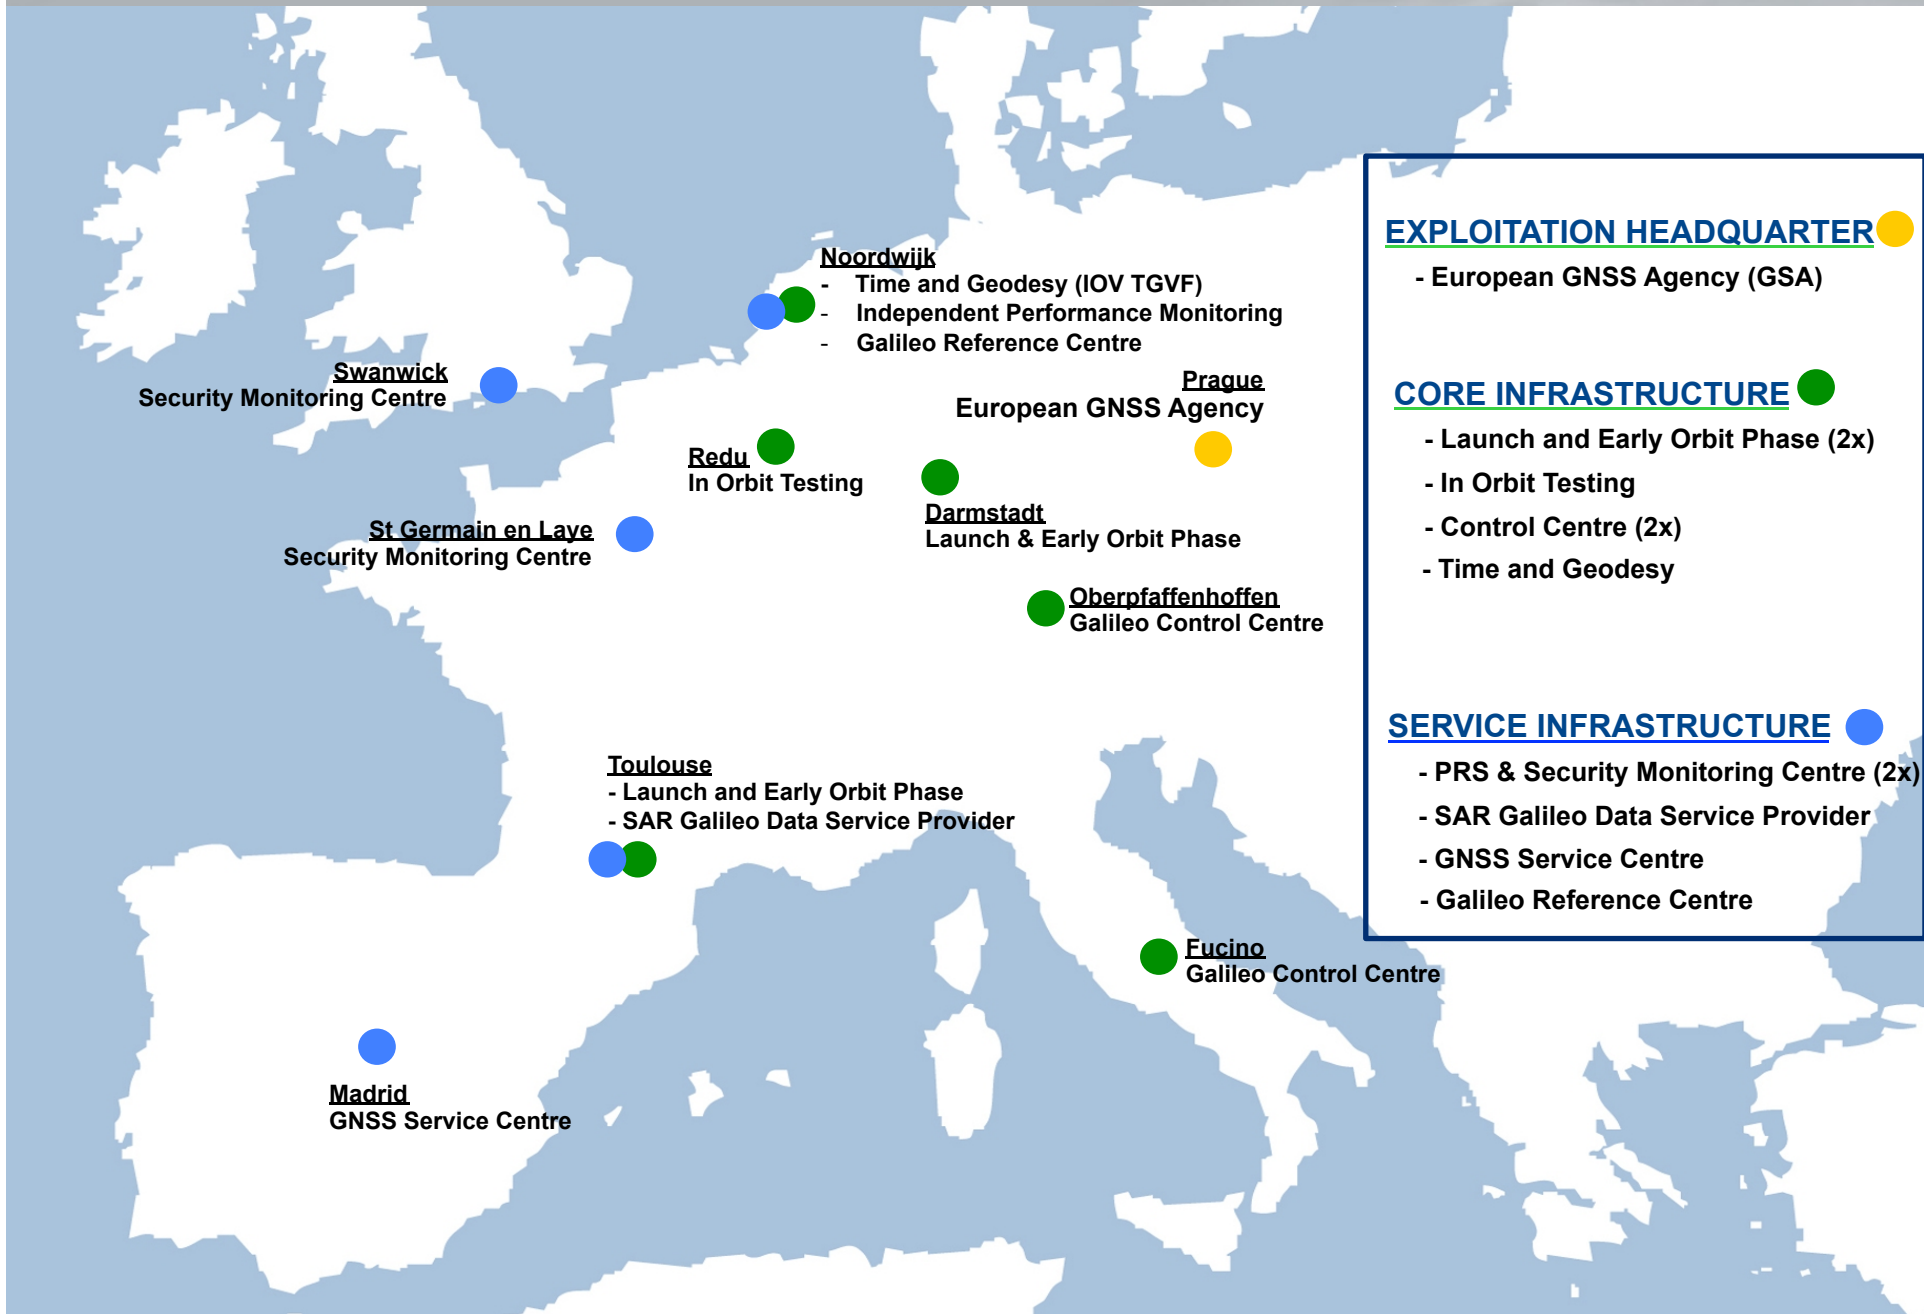 Noordwijk
- Time and Geodesy (IOV TGVF)
- Independent Performance Monitoring
- Galileo Reference Centre
Swanwick
Security Monitoring Centre
Prague
European GNSS Agency
Redu
In Orbit Testing
Darmstadt
Launch & Early Orbit Phase
St Germain en Laye
Security Monitoring Centre
Oberpfaffenhoffen
Galileo Control Centre
Toulouse
- Launch and Early Orbit Phase
- SAR Galileo Data Service Provider
Fucino
Galileo Control Centre
Madrid
GNSS Service Centre
EXPLOITATION HEADQUARTER
- European GNSS Agency (GSA)
CORE INFRASTRUCTURE
- Launch and Early Orbit Phase (2x)
- In Orbit Testing
- Control Centre (2x)
- Time and Geodesy
SERVICE INFRASTRUCTURE
- PRS & Security Monitoring Centre (2x)
- SAR Galileo Data Service Provider
- GNSS Service Centre
- Galileo Reference Centre